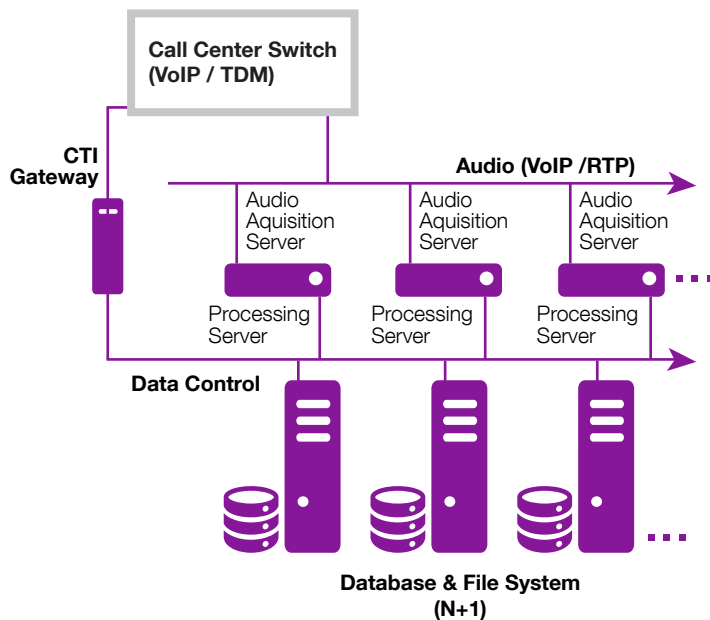 Call Center Switch
(VoIP / TDM)
CTI
Gateway
Audio (VoIP /RTP)
Audio
Aquisition
Server
Audio
Aquisition
Server
Audio
Aquisition
Server
Processing
Server
Processing
Server
Processing
Server
Data Control
Database & File System
(N+1)